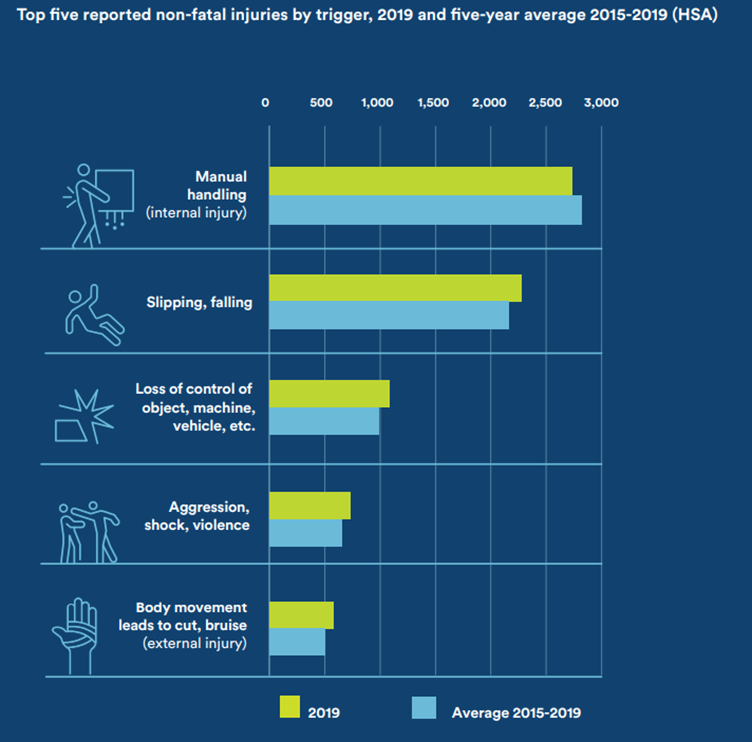 Top five reported non-fatal injuries by trigger, 2019 and five-year average 2015-2019 (HSA)
0 500 1,000 1,500 2,000 2,500 3,000
Manual
handling
(internal injury)
Slipping, falling
Loss of control of
object, machine,
vehicle, etc.
Aggression,
shock, violence
Body movement
leads to cut, bruise
(external injury)
2019 Average 2015-2019